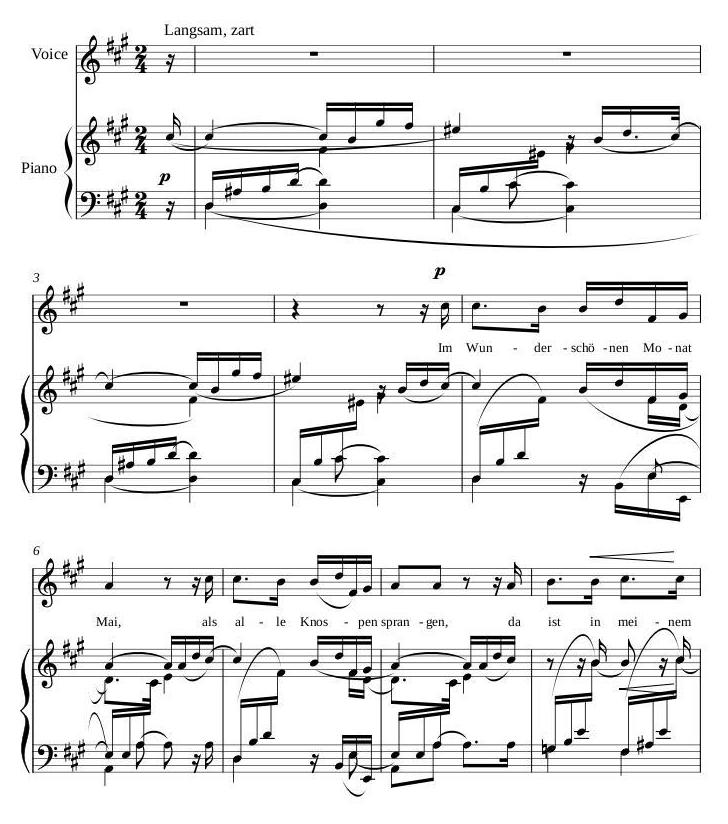 Langsam, zart
Voice
Piano
p
3
p
Im Wun - der - schö - nen Mo - nat
6
Mai, als al - le Knos - pen spran - gen, da ist in mei - nem